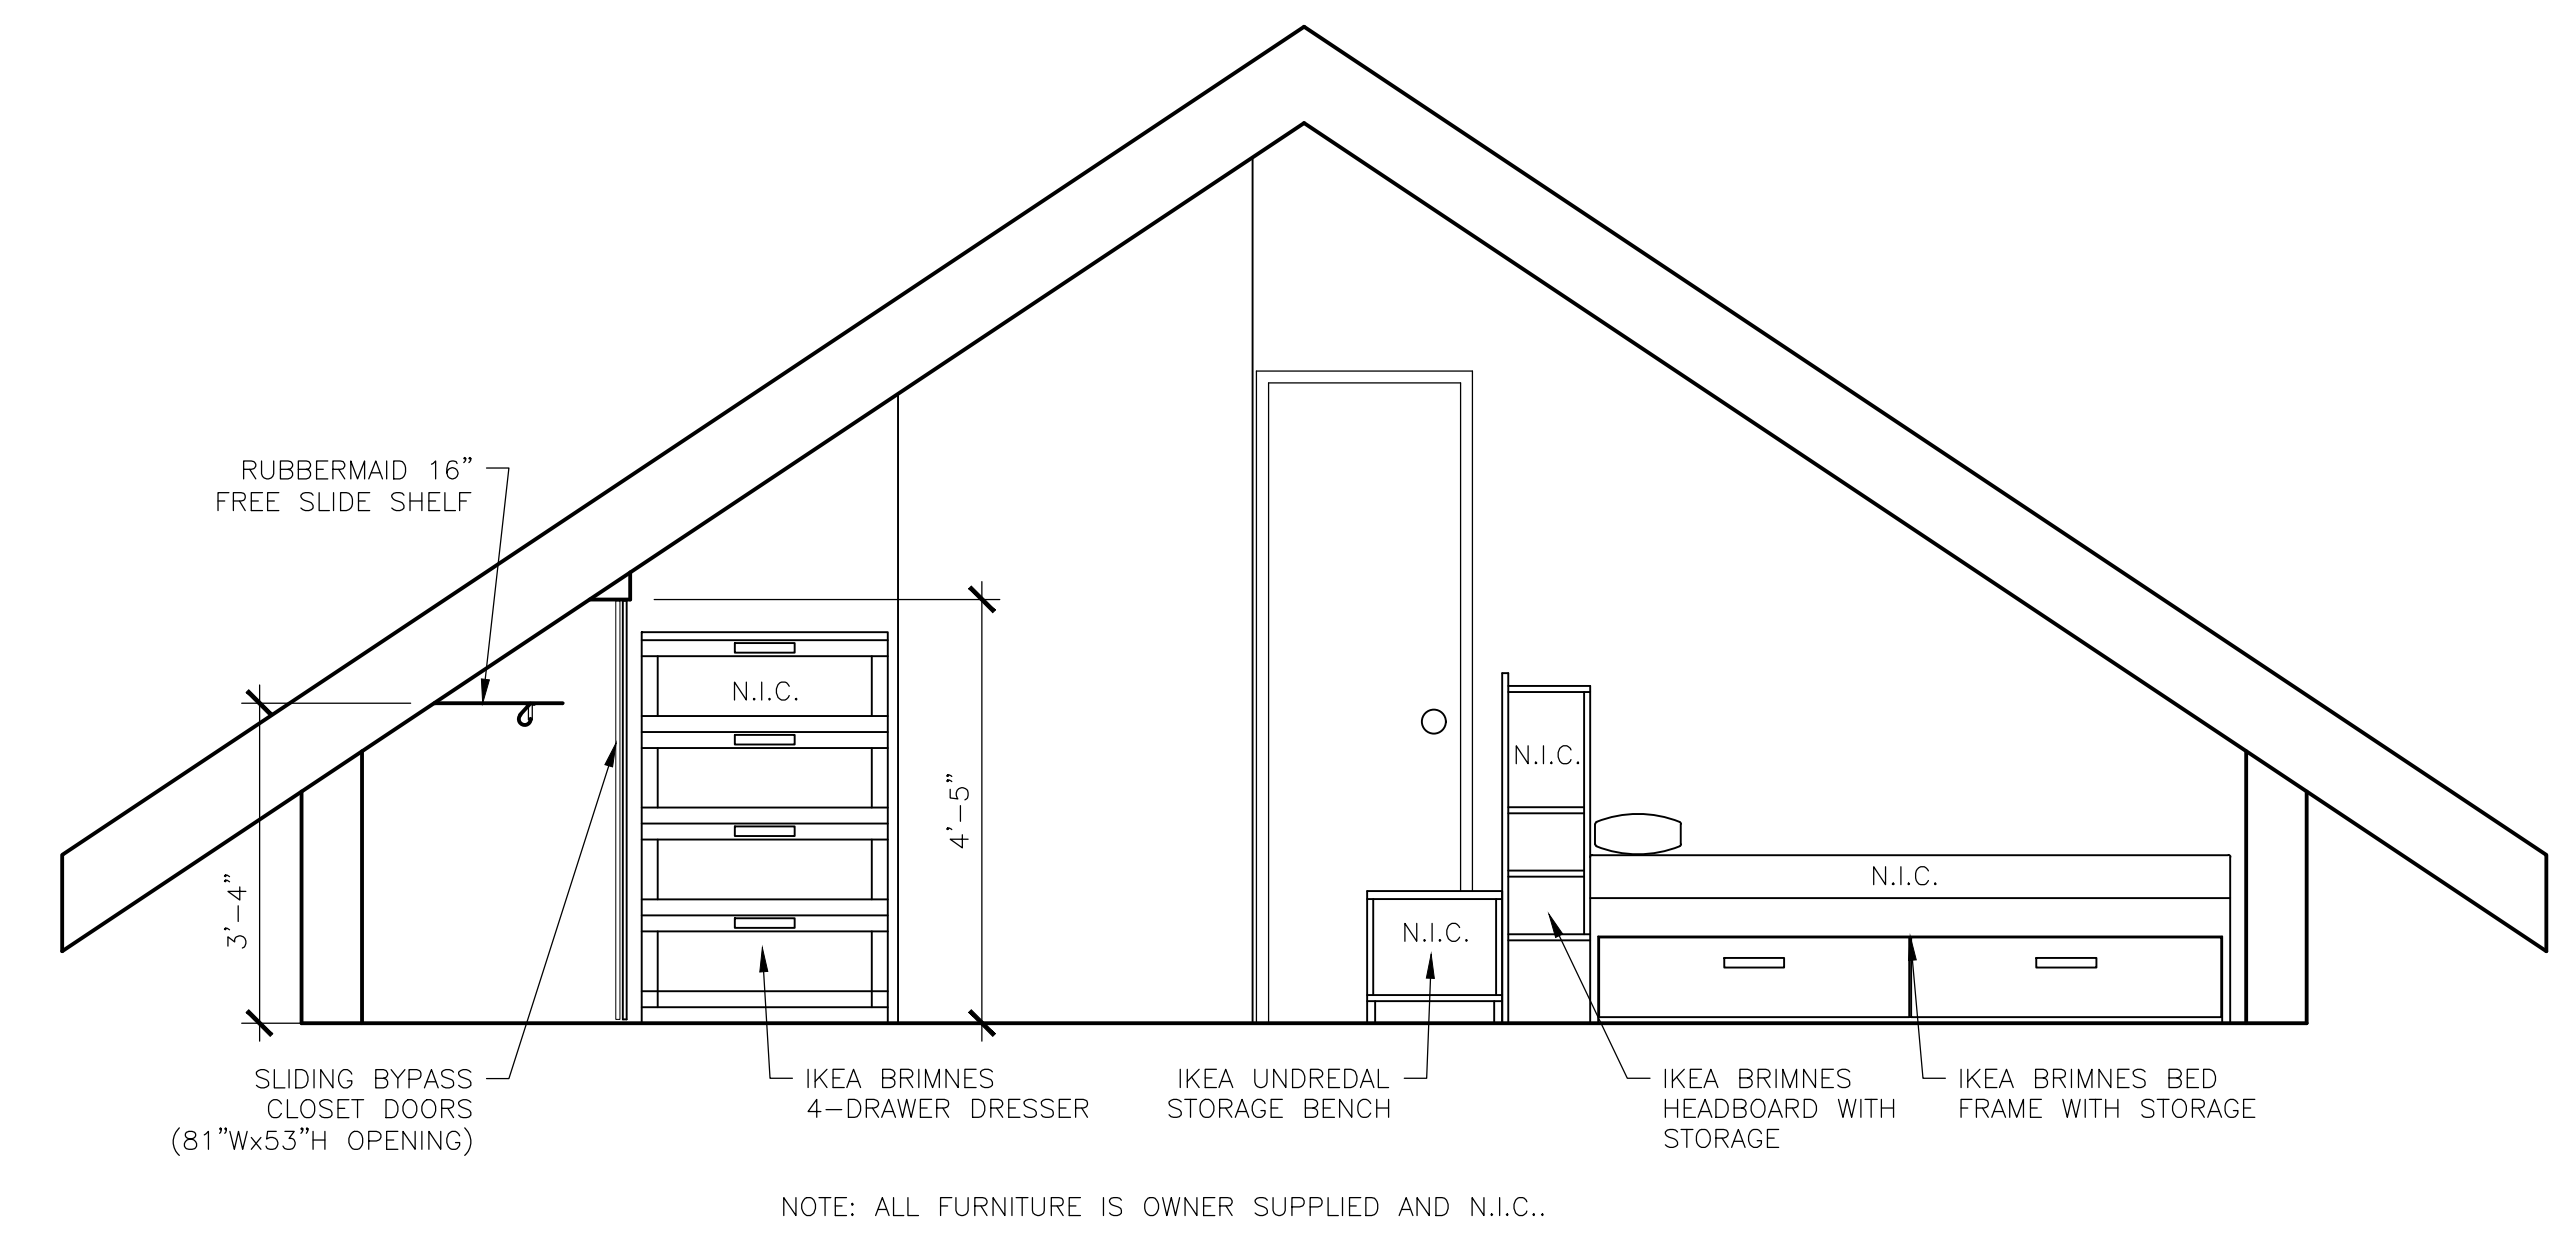 RUBBERMAID 16”
FREE SLIDE SHELF
N.I.C.
N.I.C.
4'-5”
3'-4”
N.I.C.
N.I.C.
SLIDING BYPASS
CLOSET DOORS
(81”Wx53”H OPENING)
IKEA BRIMNES
4-DRAWER DRESSER
IKEA UNDREDAL
STORAGE BENCH
IKEA BRIMNES
HEADBOARD WITH
STORAGE
IKEA BRIMNES BED
FRAME WITH STORAGE
NOTE: ALL FURNITURE IS OWNER SUPPLIED AND N.I.C..